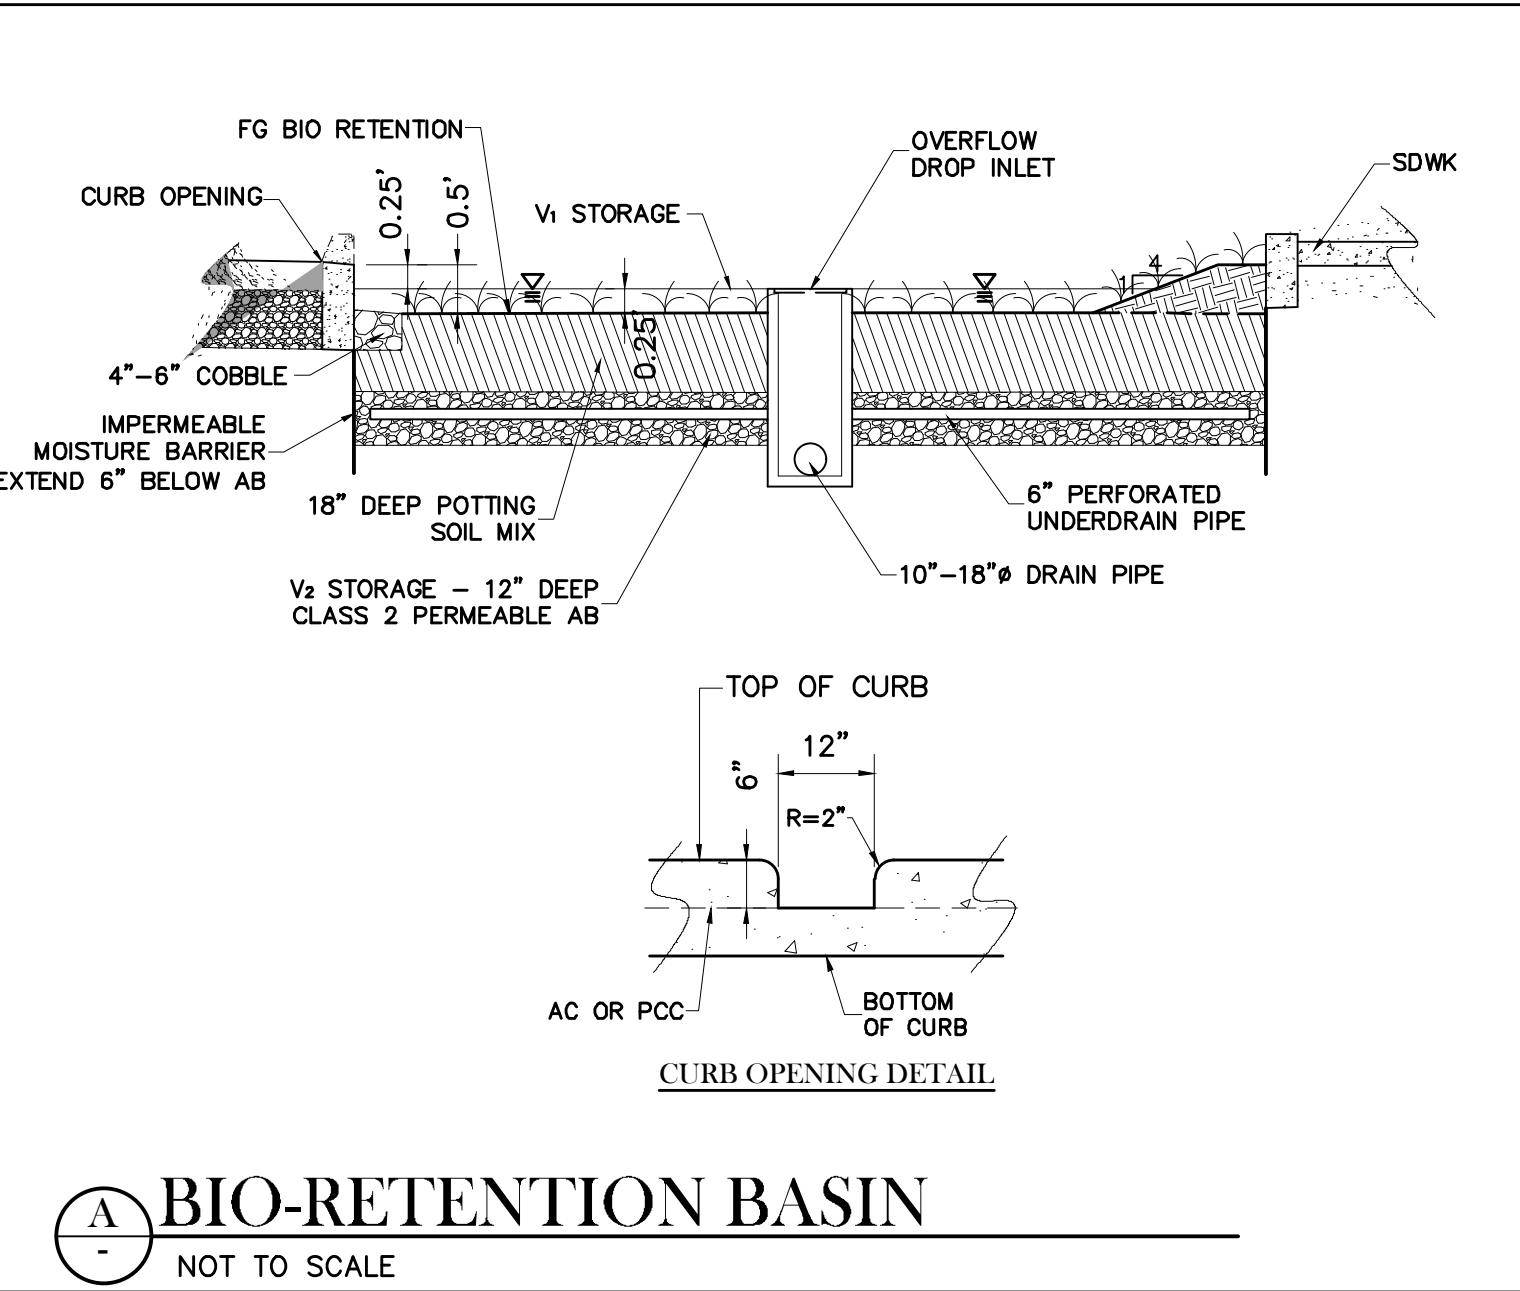 FG BIO RETENTION
OVERFLOW
DROP INLET
SDWK
CURB OPENING
0.25'
0.5'
V1 STORAGE
4
1
0.25'
4"-6" COBBLE
IMPERMEABLE
MOISTURE BARRIER
EXTEND 6" BELOW AB
18" DEEP POTTING
SOIL MIX
6" PERFORATED
UNDERDRAIN PIPE
V2 STORAGE - 12" DEEP
CLASS 2 PERMEABLE AB
10"-18"ø DRAIN PIPE
TOP OF CURB
12"
6"
R=2"
AC OR PCC
BOTTOM
OF CURB
CURB OPENING DETAIL
A
-
BIO-RETENTION BASIN
NOT TO SCALE